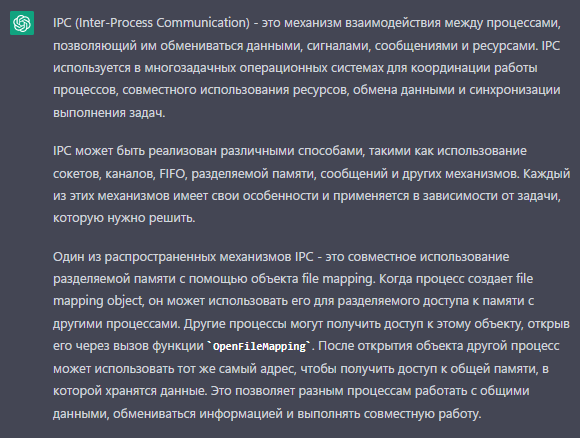 IPC (Inter-Process Communication) - это механизм взаимодействия между процессами,
позволяющий им обмениваться данными, сигналами, сообщениями и ресурсами. IPC
используется в многозадачных операционных системах для координации работы
процессов, совместного использования ресурсов, обмена данными и синхронизации
выполнения задач.
IPC может быть реализован различными способами, такими как использование
сокетов, каналов, FIFO, разделяемой памяти, сообщений и других механизмов. Каждый
из этих механизмов имеет свои особенности и применяется в зависимости от задачи,
которую нужно решить.
Один из распространенных механизмов IPC - это совместное использование
разделяемой памяти с помощью объекта file mapping. Когда процесс создает file
mapping object, он может использовать его для разделяемого доступа к памяти с
другими процессами. Другие процессы могут получить доступ к этому объекту, открыв
его через вызов функции `OpenFileMapping`. После открытия объекта другой процесс
может использовать тот же самый адрес, чтобы получить доступ к общей памяти, в
которой хранятся данные. Это позволяет разным процессам работать с общими
данными, обмениваться информацией и выполнять совместную работу.